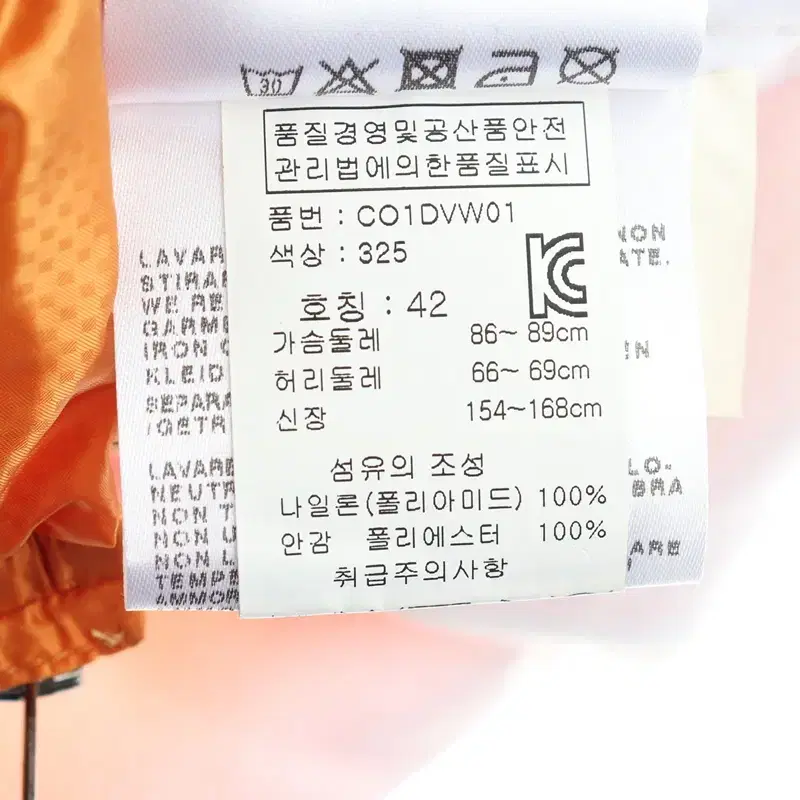 30
품질경영및공산품안전
관리법에의한품질표시
품번 : CO1DVW01
색상 : 325
호칭 : 42
가슴둘레 86~ 89cm
허리둘레 66~ 69cm
신장 154~168cm
섬유의 조성
나일론(폴리아미드) 100%
안감 폴리에스터 100%
취급주의사항
LAVAR
STIRA
WE RE
GARME
IRON
KLEID
SEPARA
LAVARE
NEUTR
NON T
NON U
NON L
TEMPE
AMMOR
NON
ATE.
LO-
BRA
ARE